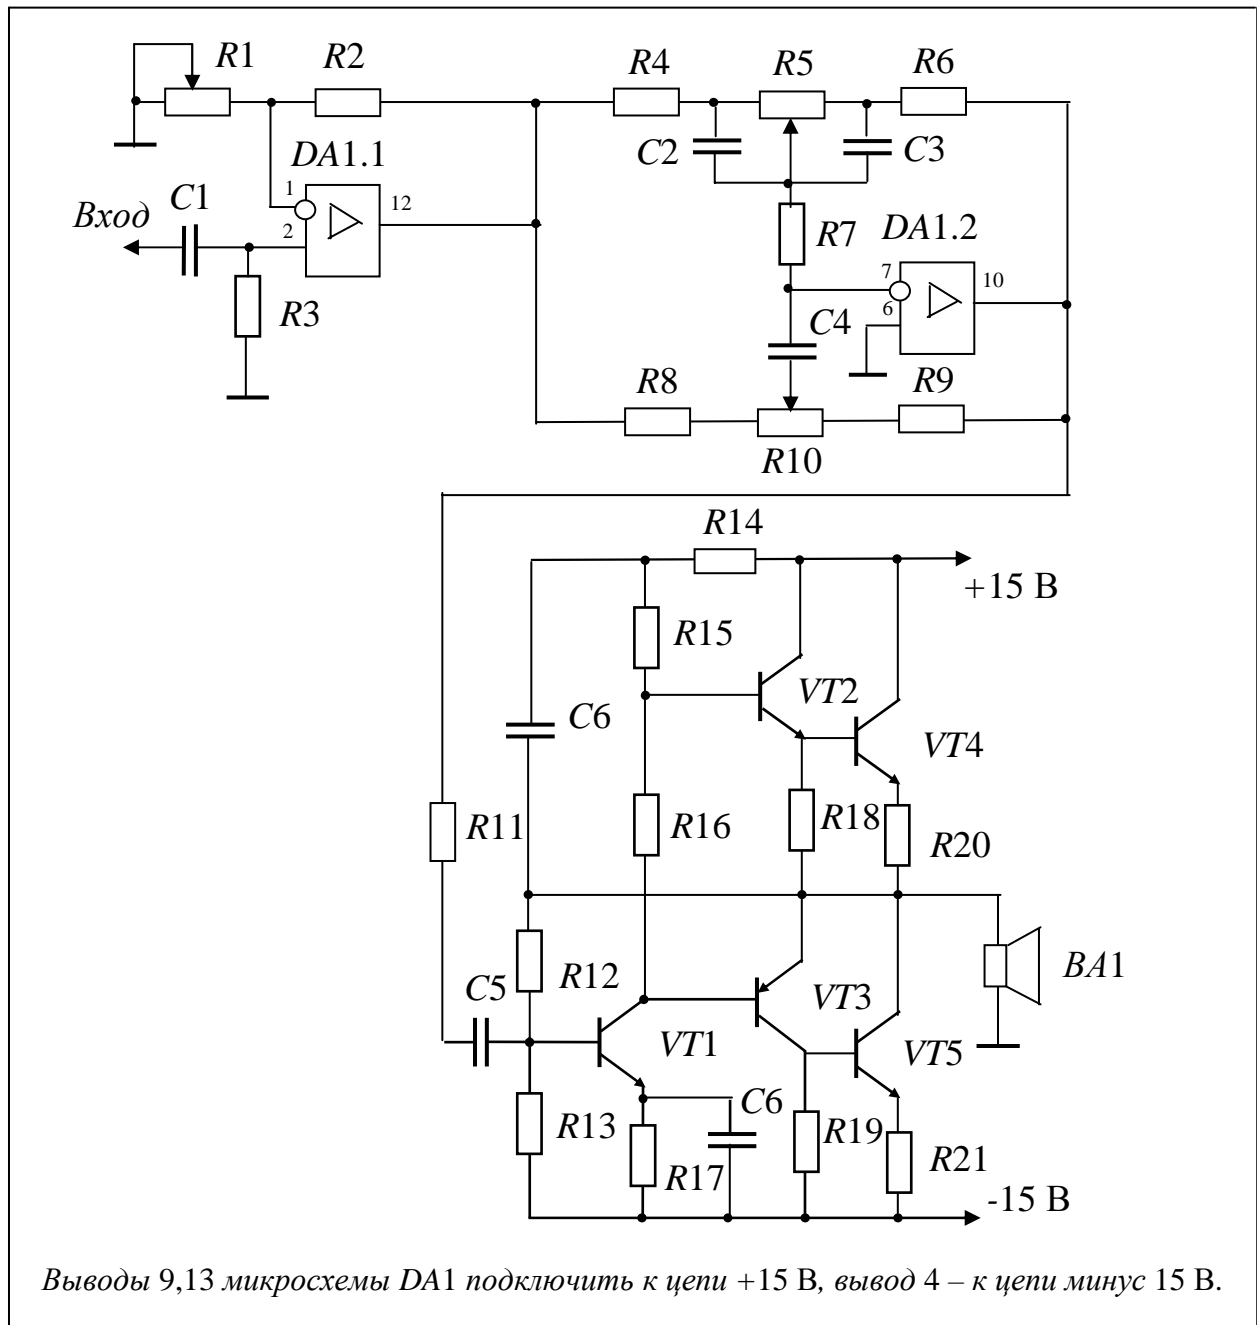 R1
R2
R4
R5
R6
C2
C3
DA1.1
1
12
2
Вход
C1
R3
R7
DA1.2
7
10
6
C4
R8
R9
R10
R14
+15 В
R15
VT2
C6
VT4
R11
R16
R18
R20
R12
C5
VT1
VT3
VT5
BA1
R13
C6
R17
R19
R21
-15 В
Выводы 9,13 микросхемы DA1 подключить к цепи +15 В, вывод 4 – к цепи минус 15 В.